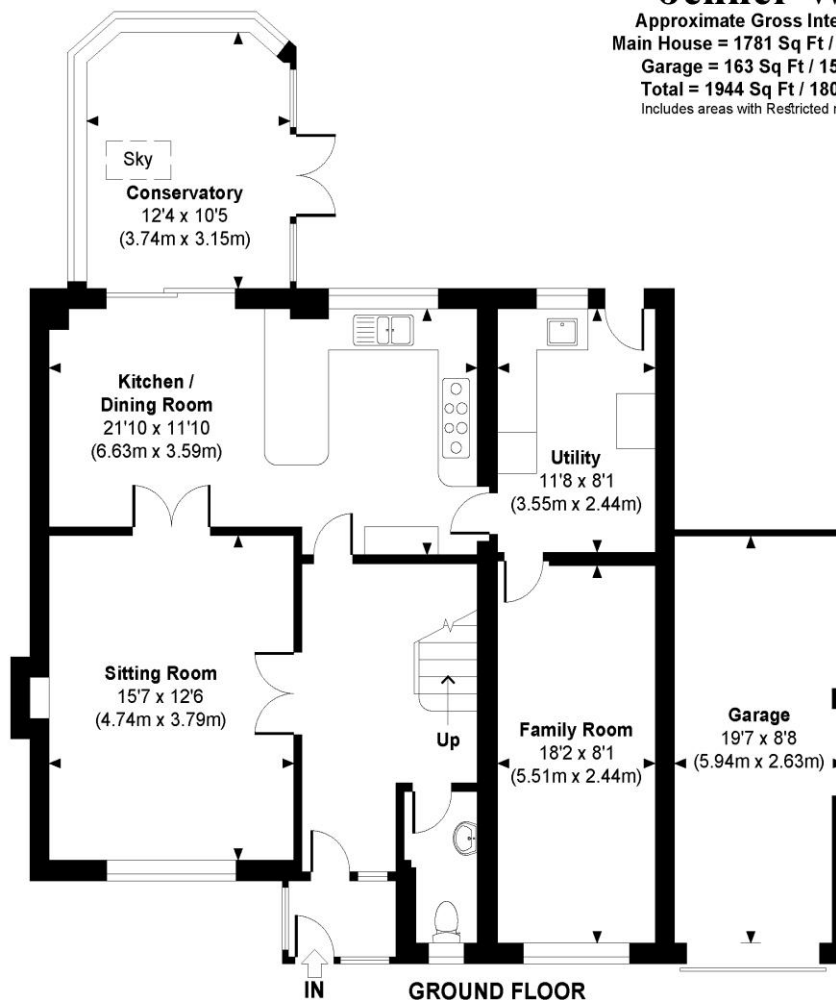 Approximate Gross Inte
Main House = 1781 Sq Ft /
Garage = 163 Sq Ft / 15
Total = 1944 Sq Ft / 180
Includes areas with Restricted
Sky
Conservatory
12'4 x 10'5
(3.74m x 3.15m)
Kitchen /
Dining Room
21'10 x 11'10
(6.63m x 3.59m)
Utility
11'8 x 8'1
(3.55m x 2.44m)
Sitting Room
15'7 x 12'6
(4.74m x 3.79m)
Up
Family Room
18'2 x 8'1
(5.51m x 2.44m)
Garage
19'7 x 8'8
(5.94m x 2.63m)
IN
GROUND FLOOR